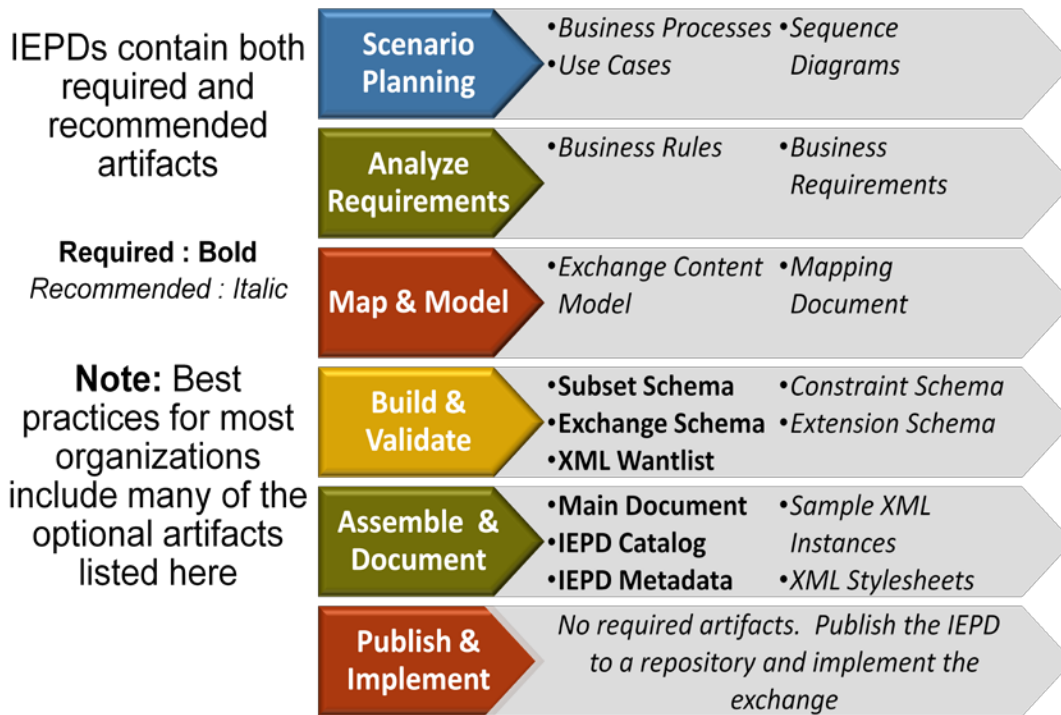 IEPDs contain both
required and
recommended
artifacts
Required : Bold
Recommended : Italic
Note: Best
practices for most
organizations
include many of the
optional artifacts
listed here
Scenario
Planning
•Business Processes
•Use Cases
•Sequence
Diagrams
Analyze
Requirements
•Business Rules
•Business
Requirements
Map & Model
•Exchange Content
Model
•Mapping
Document
Build &
Validate
•Subset Schema
•Exchange Schema
•XML Wantlist
•Constraint Schema
•Extension Schema
Assemble &
Document
•Main Document
•IEPD Catalog
•IEPD Metadata
•Sample XML
Instances
•XML Stylesheets
Publish &
Implement
No required artifacts. Publish the IEPD
to a repository and implement the
exchange